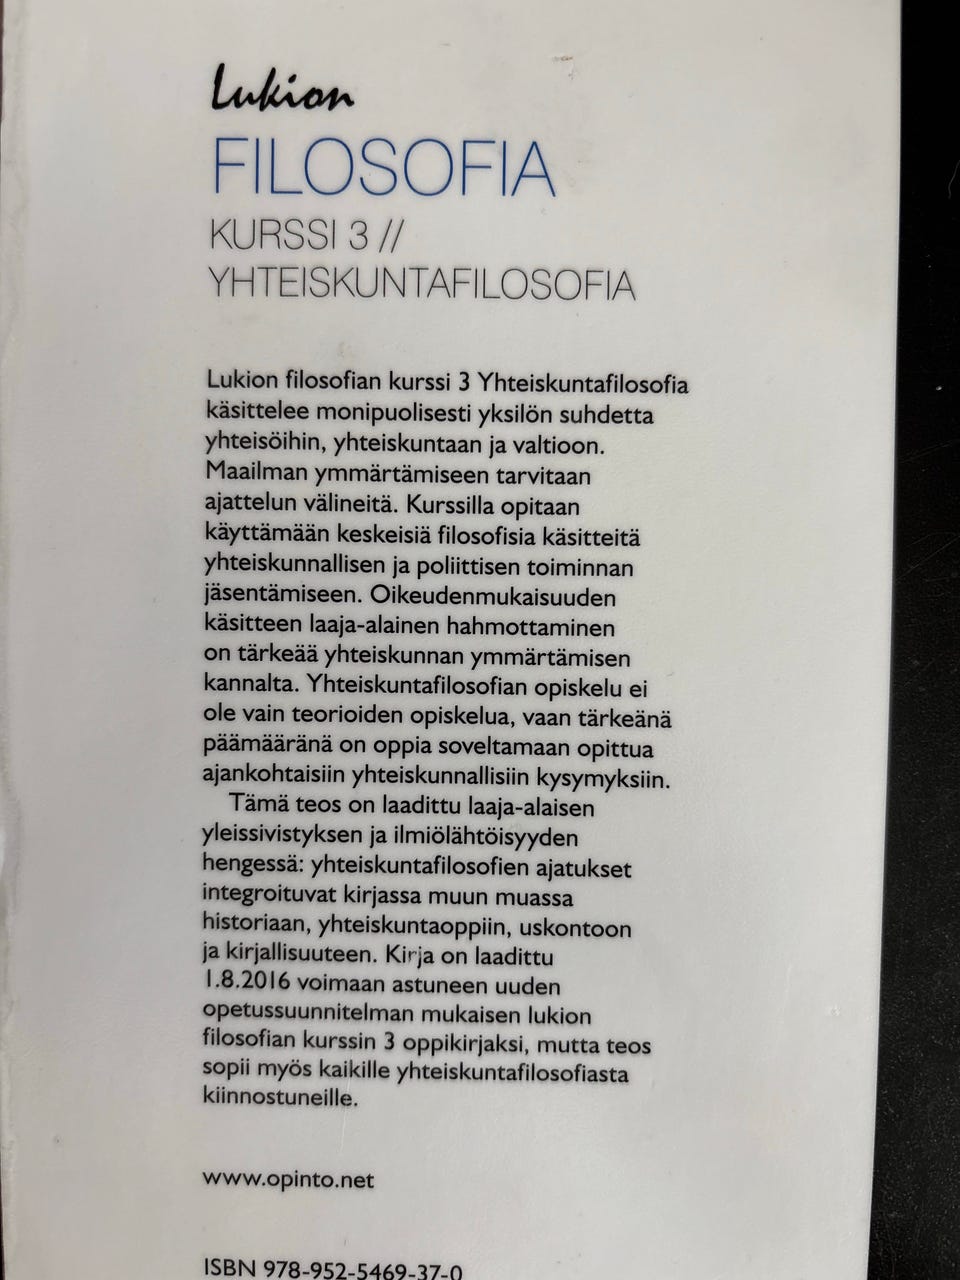 Lukion
FILOSOFIA
KURSSI 3 //
YHTEISKUNTAFILOSOFIA
Lukion filosofian kurssi 3 Yhteiskuntafilosofia
käsittelee monipuolisesti yksilön suhdetta
yhteisöihin, yhteiskuntaan ja valtioon.
Maailman ymmärtämiseen tarvitaan
ajattelun välineitä. Kurssilla opitaan
käyttämään keskeisiä filosofisia käsitteitä
yhteiskunnallisen ja poliittisen toiminnan
jäsentämiseen. Oikeudenmukaisuuden
käsitteen laaja-alainen hahmottaminen
on tärkeää yhteiskunnan ymmärtämisen
kannalta. Yhteiskuntafilosofian opiskelu ei
ole vain teorioiden opiskelua, vaan tärkeänä
päämääränä on oppia soveltamaan opittua
ajankohtaisiin yhteiskunnallisiin kysymyksiin.
Tämä teos on laadittu laaja-alaisen
yleissivistyksen ja ilmiölähtöisyyden
hengessä: yhteiskuntafilosofien ajatukset
integroituvat kirjassa muun muassa
historiaan, yhteiskuntaoppiin, uskontoon
ja kirjallisuuteen. Kirja on laadittu
1.8.2016 voimaan astuneen uuden
opetussuunnitelman mukaisen lukion
filosofian kurssin 3 oppikirjaksi, mutta teos
sopii myös kaikille yhteiskuntafilosofiasta
kiinnostuneille.
www.opinto.net
ISBN 978-952-5469-37-0